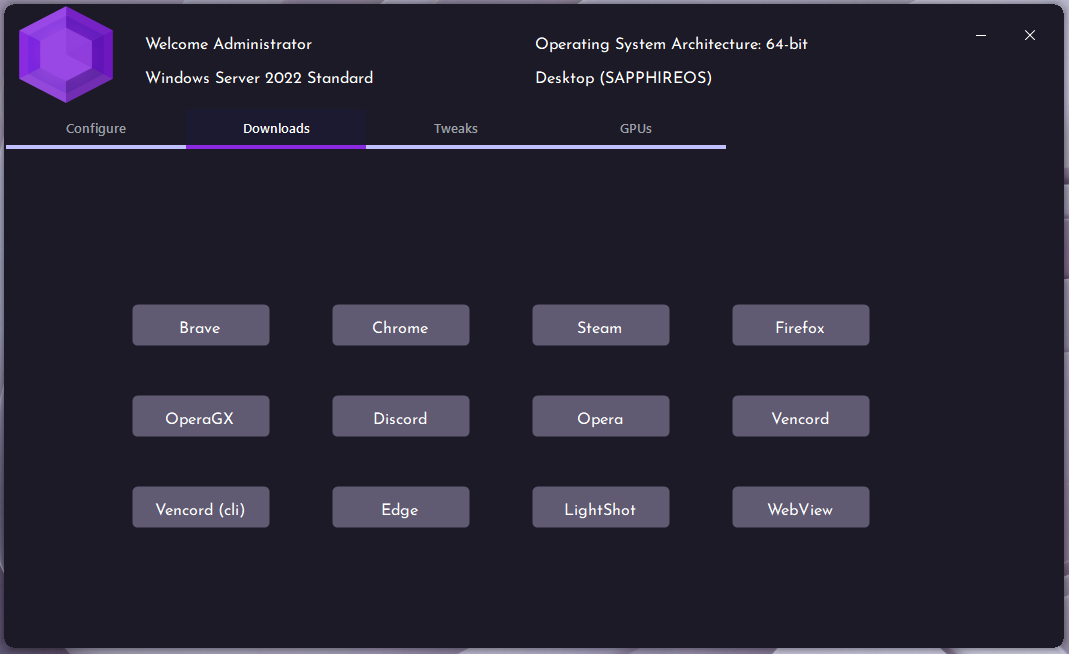 Welcome Administrator
Operating System Architecture: 64-bit
Windows Server 2022 Standard
Desktop (SAPPHIREOS)
Configure
Downloads
Tweaks
GPUs
Brave
Chrome
Steam
Firefox
OperaGX
Discord
Opera
Vencord
Vencord (cli)
Edge
LightShot
WebView